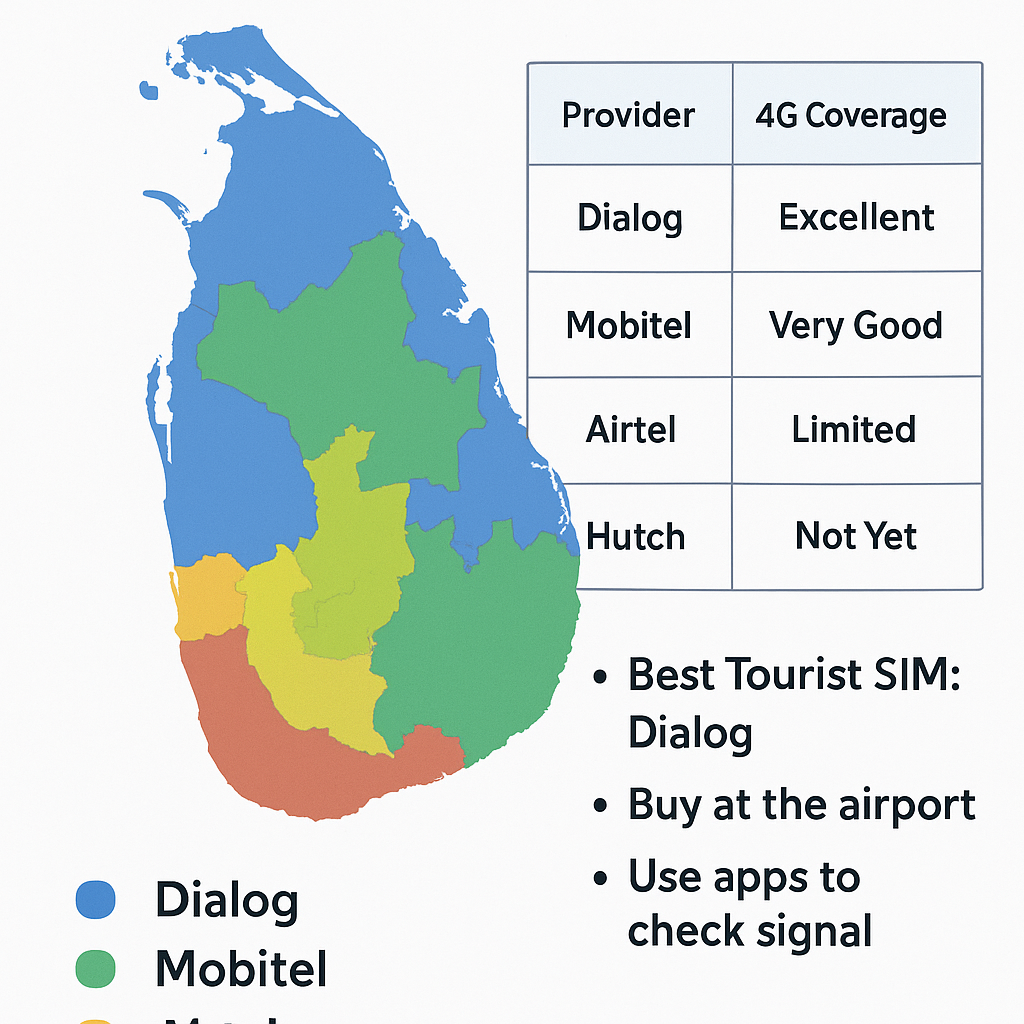 Provider 4G Coverage
Dialog Excellent
Mobitel Very Good
Airtel Limited
Hutch Not Yet
• Best Tourist SIM:
Dialog
• Buy at the airport
• Use apps to
check signal
Dialog
Mobitel